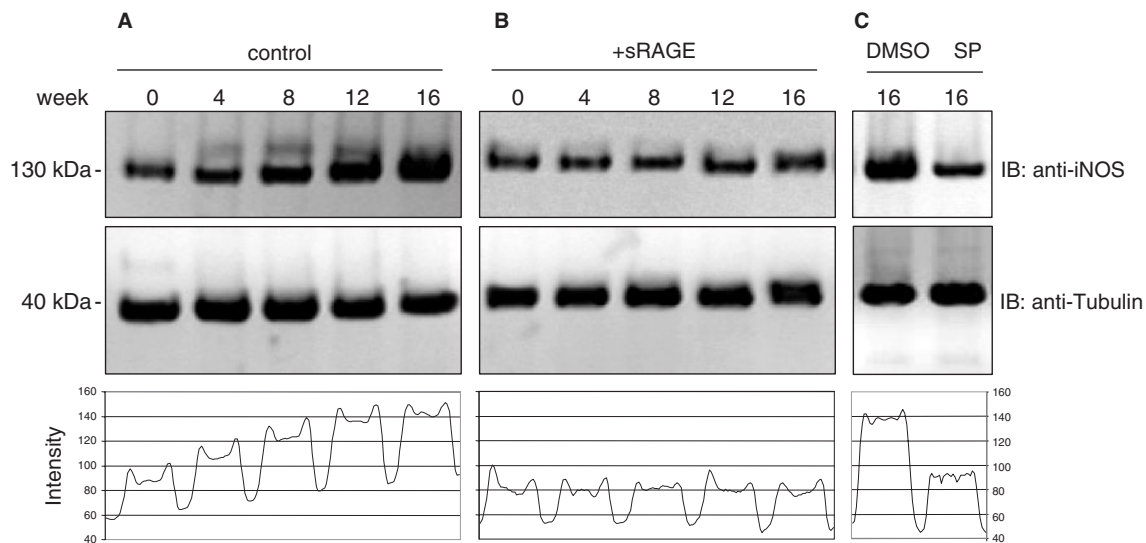 A B C
control +sRAGE DMSO SP
week 0 4 8 12 16 0 4 8 12 16 16 16
130 kDa- IB: anti-iNOS
40 kDa- IB: anti-Tubulin
160 160
140 140
120 120
100 100
80 80
60 60
40 40
Intensity